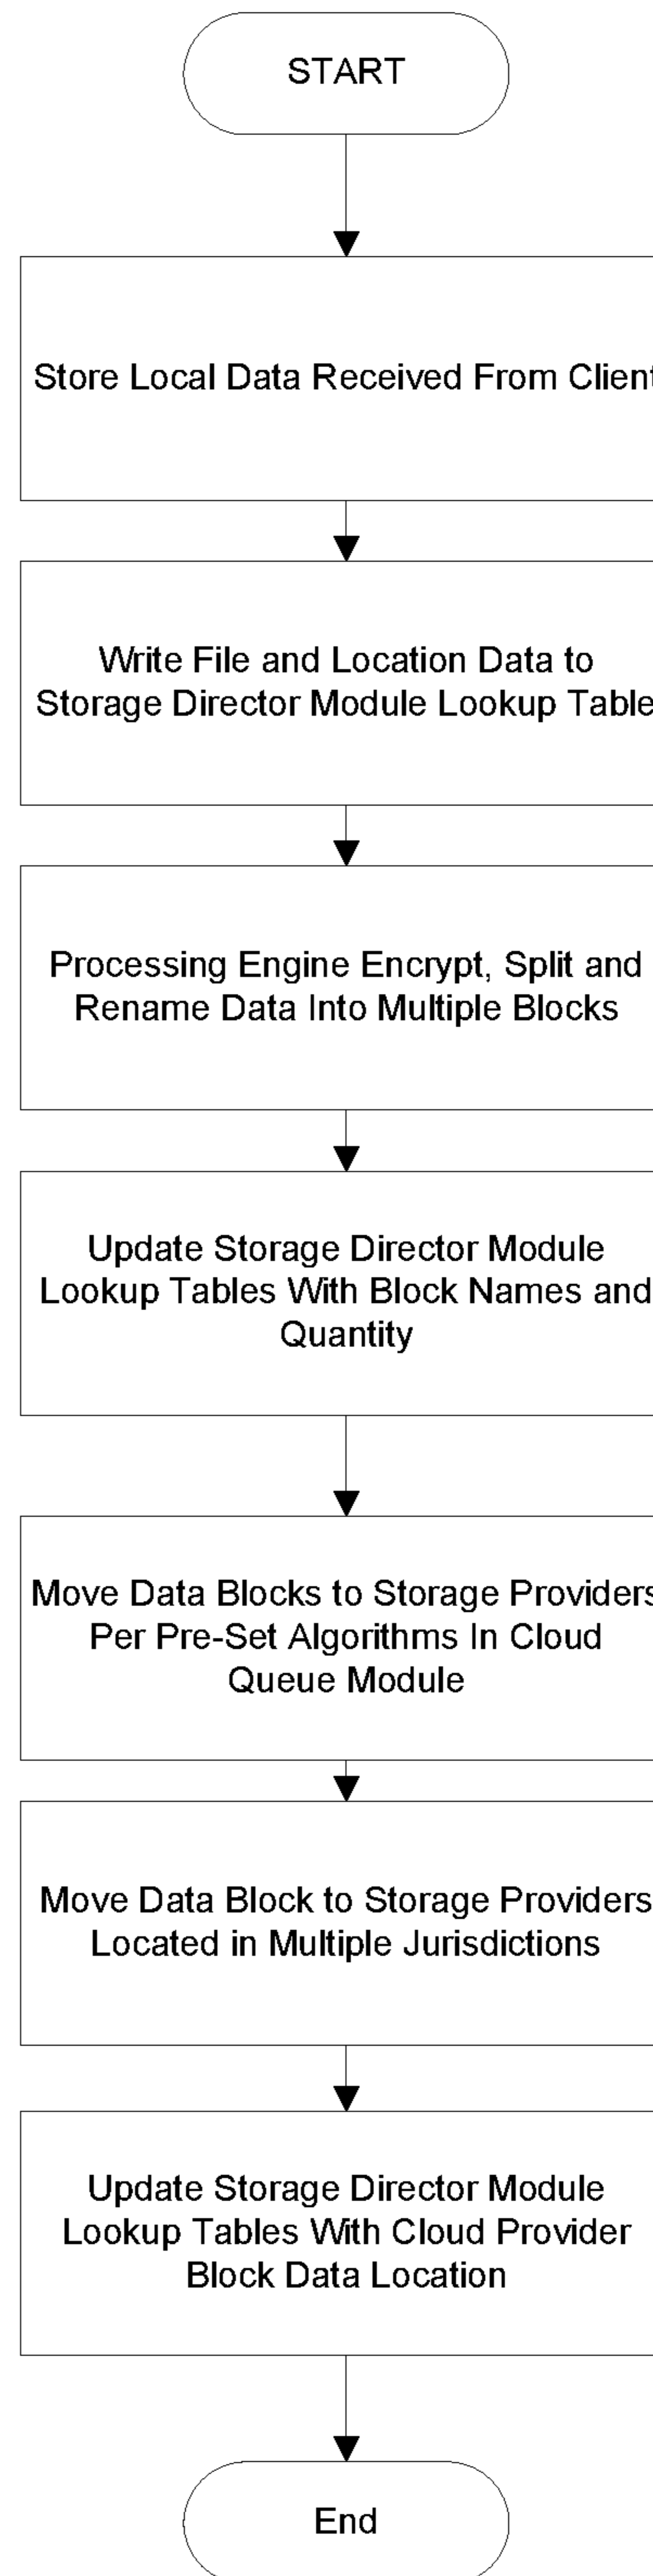 START
Store Local Data Received From Client
Write File and Location Data to
Storage Director Module Lookup Table
Processing Engine Encrypt, Split and
Rename Data Into Multiple Blocks
Update Storage Director Module
Lookup Tables With Block Names and
Quantity
Move Data Blocks to Storage Providers
Per Pre-Set Algorithms In Cloud
Queue Module
Move Data Block to Storage Providers
Located in Multiple Jurisdictions
Update Storage Director Module
Lookup Tables With Cloud Provider
Block Data Location
End